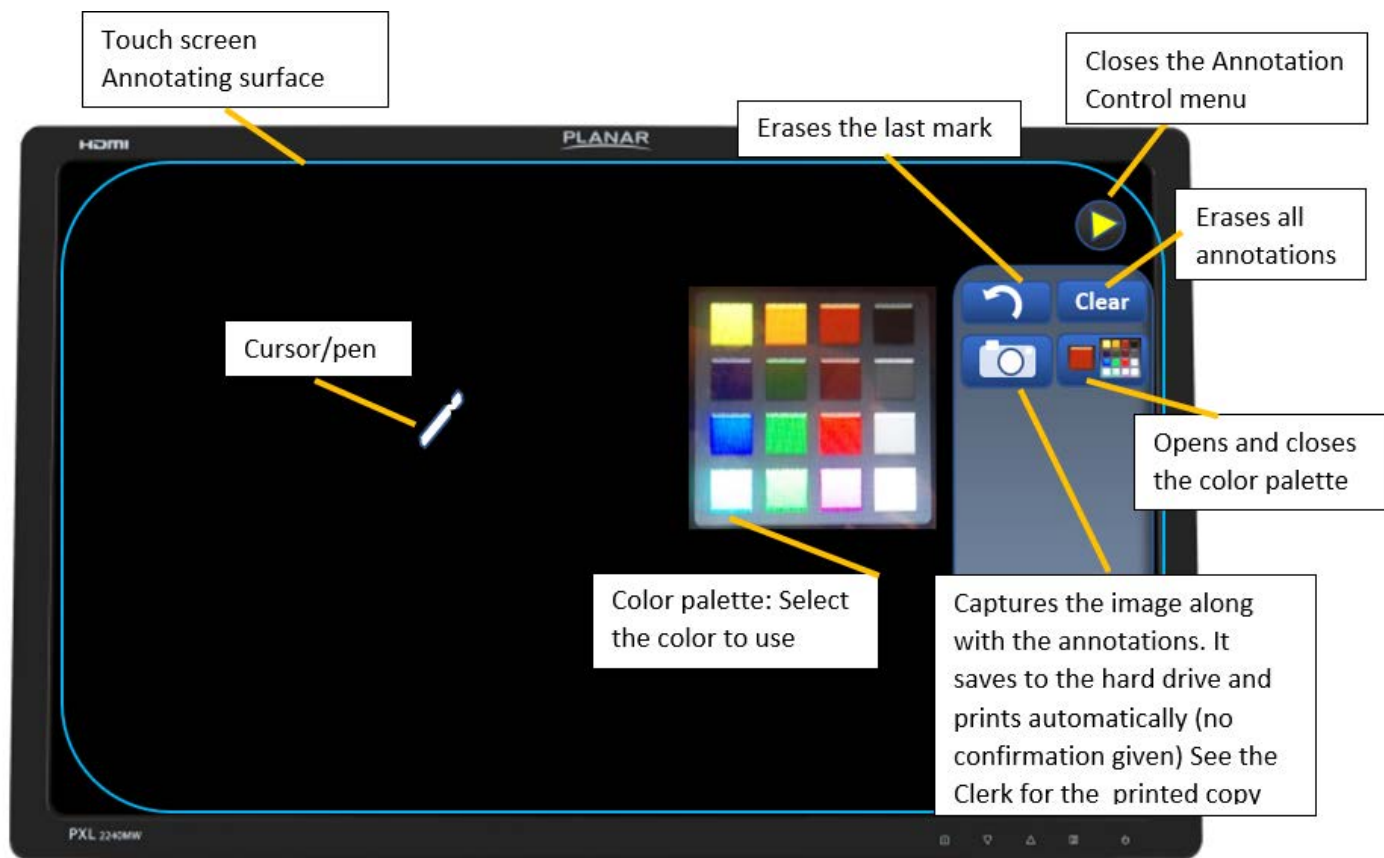 Touch screen
Annotating surface
Closes the Annotation
Control menu
Erases the last mark
HDMI
PLANAR
Erases all
annotations
Clear
Cursor/pen
Opens and closes
the color palette
Color palette: Select
the color to use
Captures the image along
with the annotations. It
saves to the hard drive and
prints automatically (no
confirmation given) See the
Clerk for the printed copy
PXL 2240MW